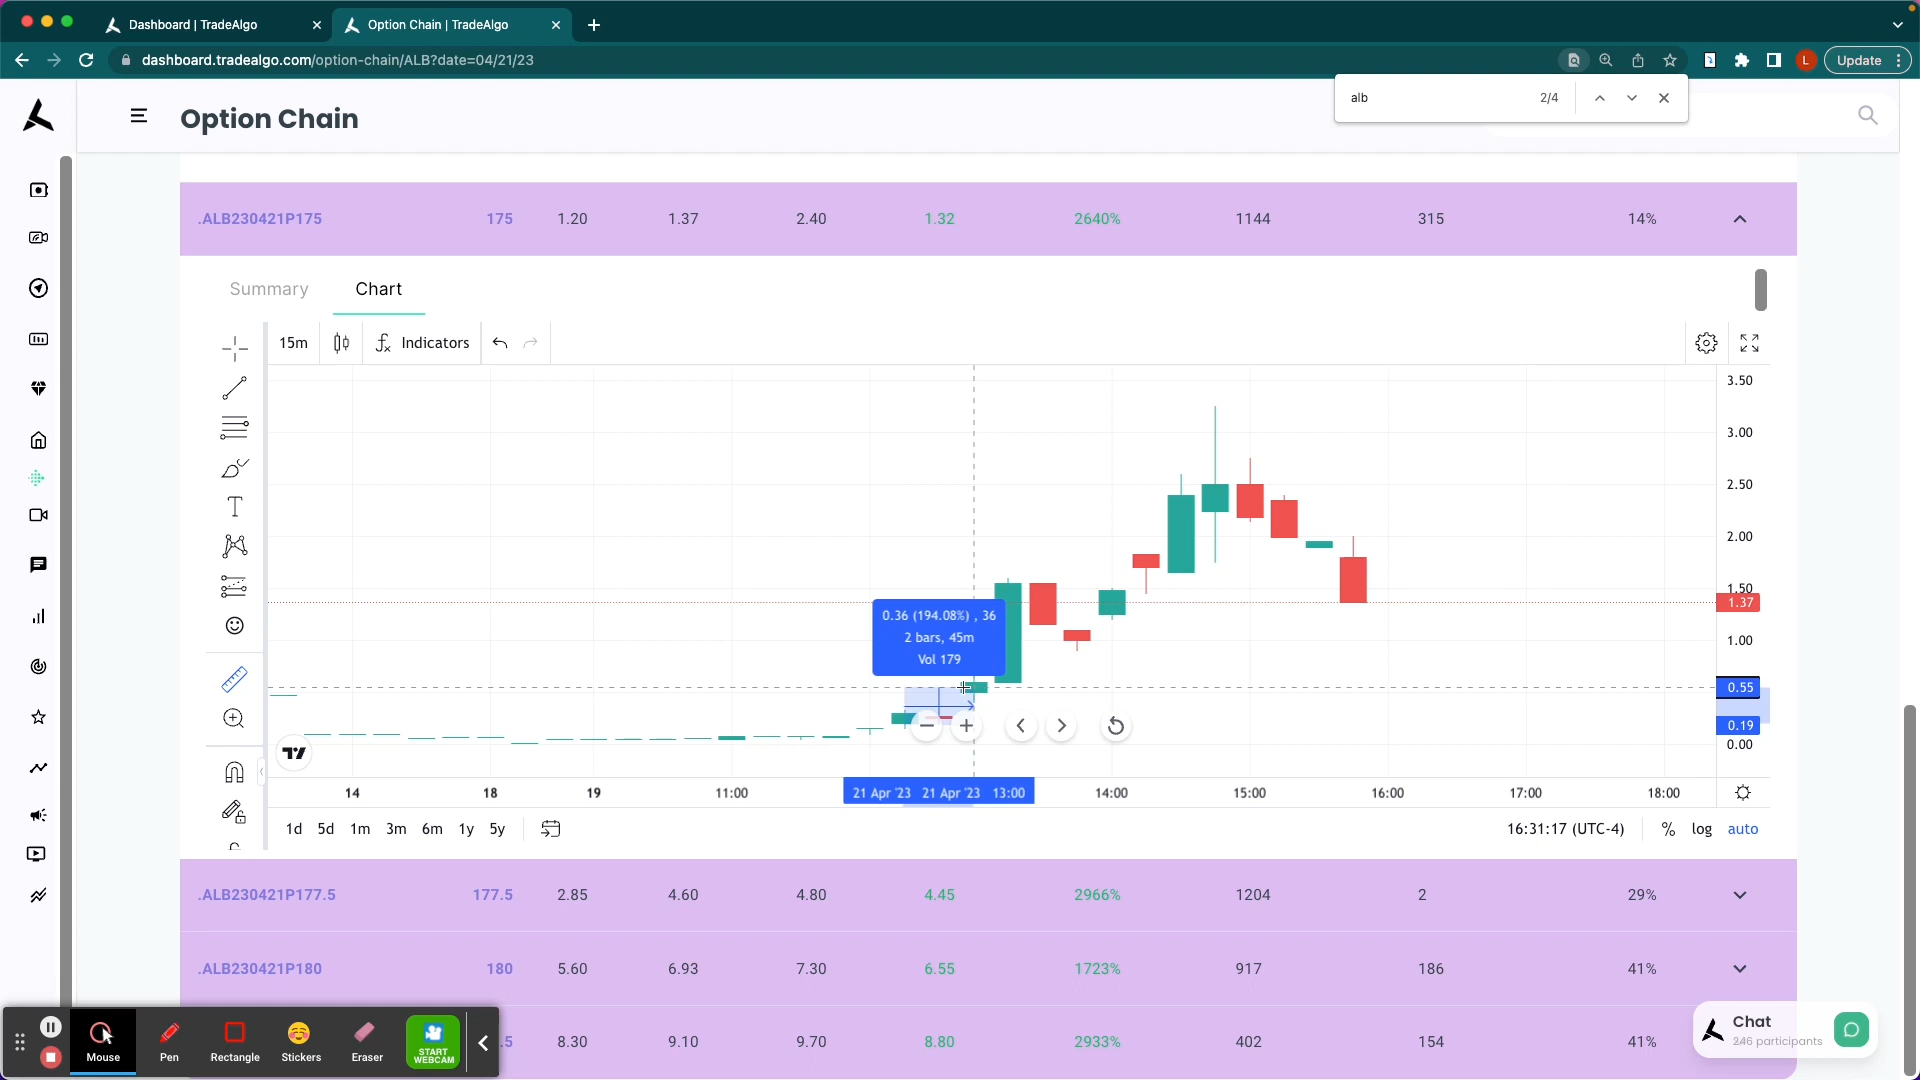 Dashboard | TradeAlgo
Option Chain | TradeAlgo
dashboard.tradealgo.com/option-chain/ALB?date=04/21/23
L
Update
alb 2/4
Option Chain
.ALB230421P175 175 1.20 1.37 2.40 1.32 2640% 1144 315 14%
Summary
Chart
15m
Indicators
3.50
3.00
2.50
2.00
1.50
1.37
1.00
0.36 (194.08%) , 36
2 bars, 45m
Vol 179
0.55
0.19
0.00
14 18 19 11:00 21 Apr '23 21 Apr '23 13:00 14:00 15:00 16:00 17:00 18:00
1d 5d 1m 3m 6m 1y 5y
16:31:17 (UTC-4) % log auto
.ALB230421P177.5 177.5 2.85 4.60 4.80 4.45 2966% 1204 2 29%
.ALB230421P180 180 5.60 6.93 7.30 6.55 1723% 917 186 41%
.5 8.30 9.10 9.70 8.80 2933% 402 154 41%
Mouse
Pen
Rectangle
Stickers
Eraser
START
WEBCAM
Chat
246 participants